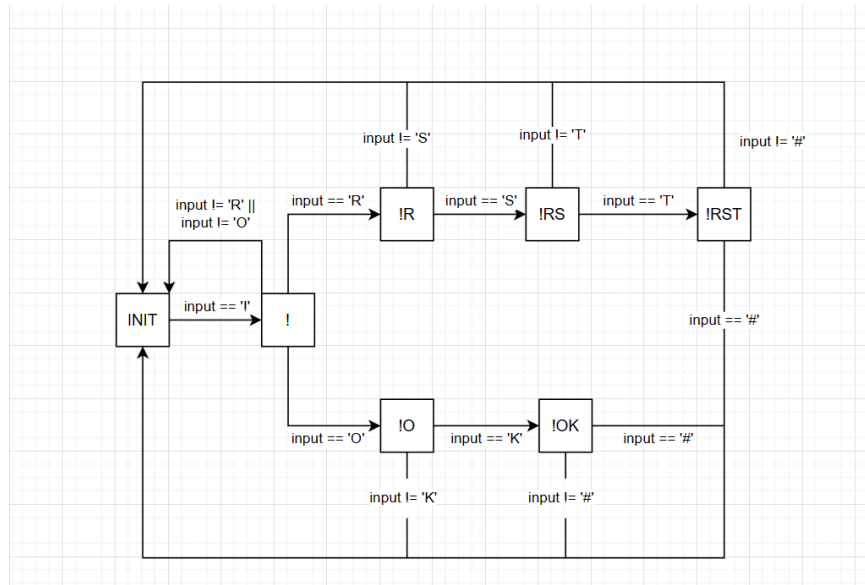 input != 'S'
input != 'T'
input != '#'
input != 'R' ||
input != 'O'
input == 'R'
!R
input == 'S'
!RS
input == 'T'
!RST
INIT
input == '!'
!
input == '#'
input == 'O'
!O
input == 'K'
!OK
input == '#'
input != 'K'
input != '#'